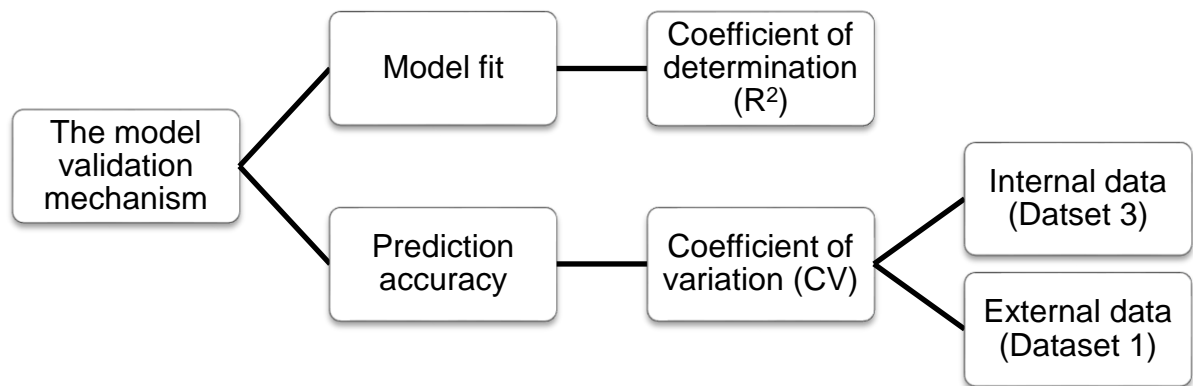 The model
validation
mechanism
Model fit
Coefficient of
determination
(R²)
Prediction
accuracy
Coefficient of
variation (CV)
Internal data
(Datset 3)
External data
(Dataset 1)